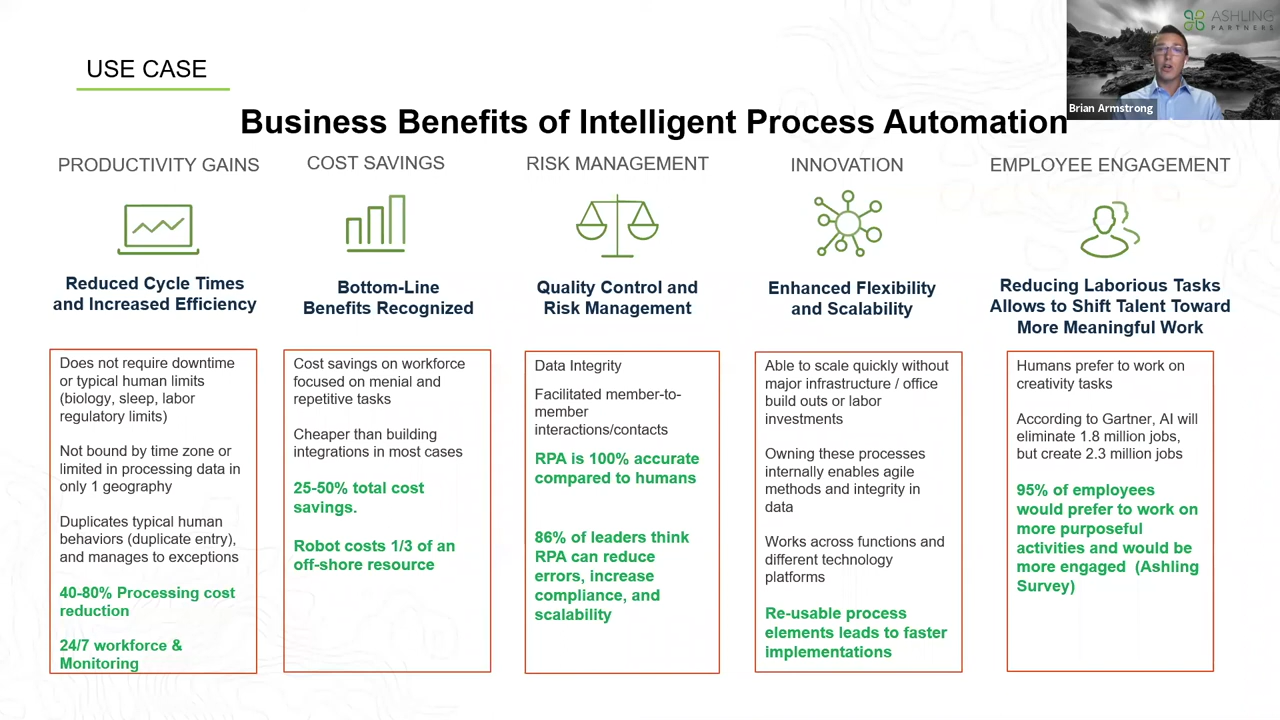 USE CASE
ASHLING
PARTNERS
Brian Armstrong
Business Benefits of Intelligent Process Automation
PRODUCTIVITY GAINS
Reduced Cycle Times
and Increased Efficiency
Does not require downtime
or typical human limits
(biology, sleep, labor
regulatory limits)
Not bound by time zone or
limited in processing data in
only 1 geography
Duplicates typical human
behaviors (duplicate entry),
and manages to exceptions
40-80% Processing cost
reduction
24/7 workforce &
Monitoring
COST SAVINGS
Bottom-Line
Benefits Recognized
Cost savings on workforce
focused on menial and
repetitive tasks
Cheaper than building
integrations in most cases
25-50% total cost
savings.
Robot costs 1/3 of an
off-shore resource
RISK MANAGEMENT
Quality Control and
Risk Management
Data Integrity
Facilitated member-to-
member
interactions/contacts
RPA is 100% accurate
compared to humans
86% of leaders think
RPA can reduce
errors, increase
compliance, and
scalability
INNOVATION
Enhanced Flexibility
and Scalability
Able to scale quickly without
major infrastructure / office
build outs or labor
investments
Owning these processes
internally enables agile
methods and integrity in
data
Works across functions and
different technology
platforms
Re-usable process
elements leads to faster
implementations
EMPLOYEE ENGAGEMENT
Reducing Laborious Tasks
Allows to Shift Talent Toward
More Meaningful Work
Humans prefer to work on
creativity tasks
According to Gartner, AI will
eliminate 1.8 million jobs,
but create 2.3 million jobs
95% of employees
would prefer to work on
more purposeful
activities and would be
more engaged (Ashling
Survey)